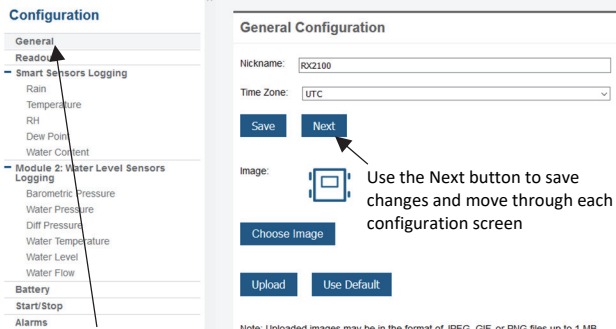 Configuration
General
Readout
Smart Sensors Logging
Rain
Temperature
RH
Dew Point
Water Content
Module 2: Water Level Sensors
Logging
Barometric Pressure
Water Pressure
Diff Pressure
Water Temperature
Water Level
Water Flow
Battery
Start/Stop
Alarms
General Configuration
Nickname: RX2100
Time Zone: UTC
Save Next
Image:
Use the Next button to save
changes and move through each
configuration screen
Choose Image
Upload Use Default
Note: Uploaded images may be in the format of JPEG, GIF, or PNG files up to 1 MB